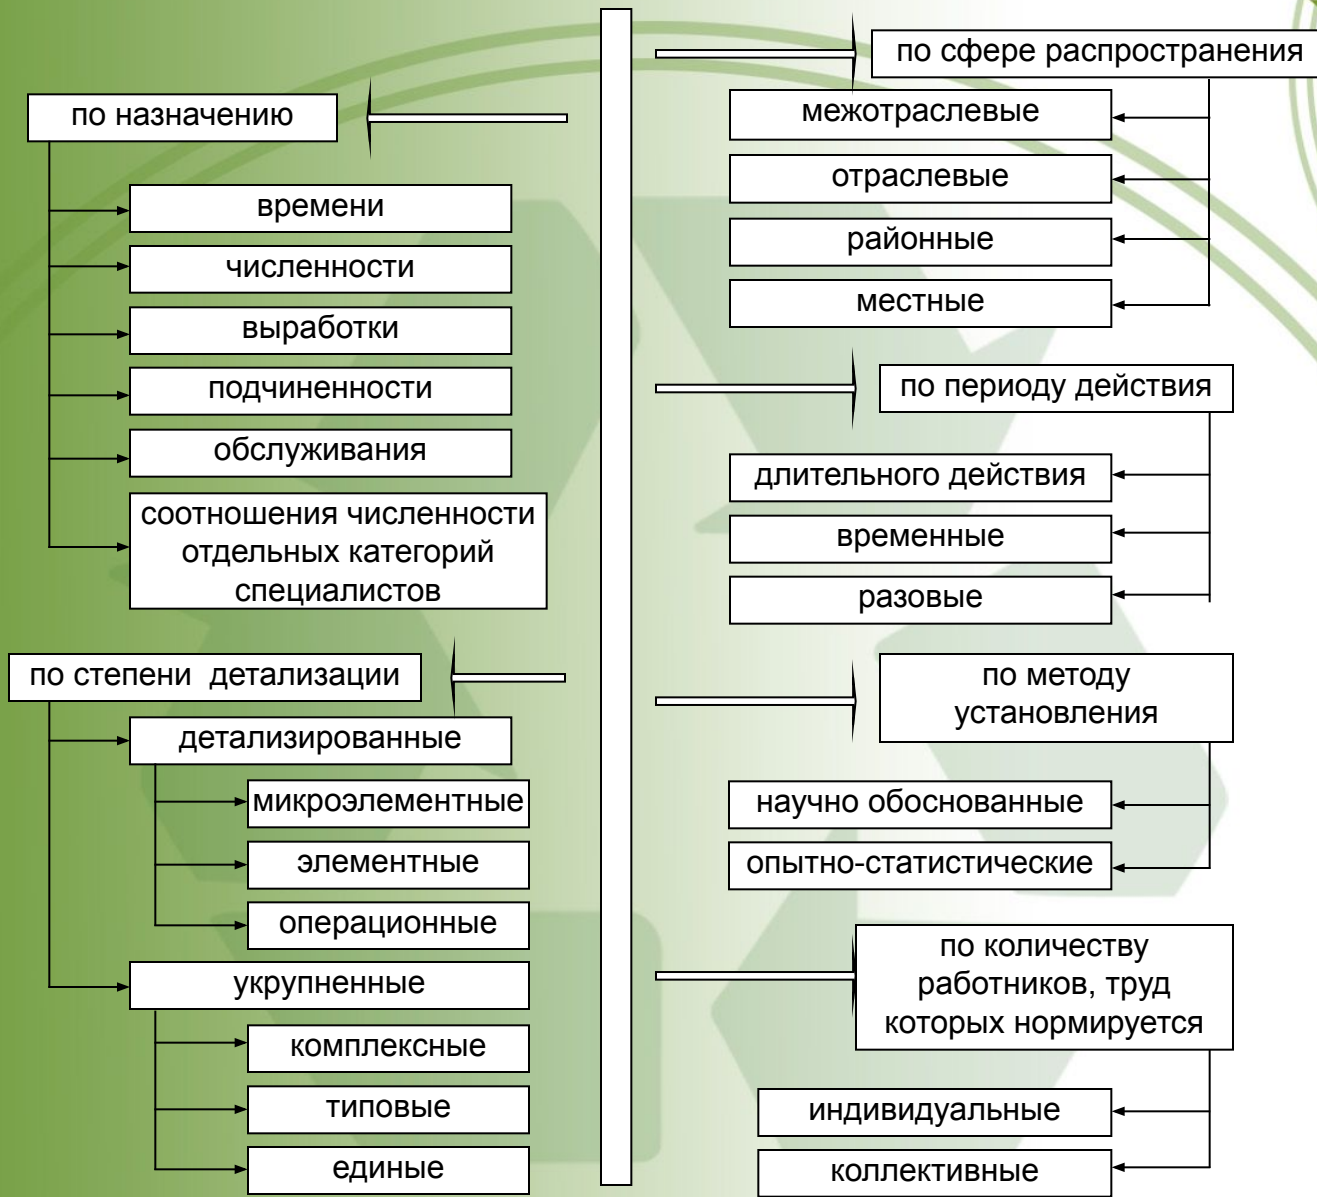 по назначению
времени
численности
выработки
подчиненности
обслуживания
соотношения численности
отдельных категорий
специалистов
по степени детализации
детализированные
микроэлементные
элементные
операционные
укрупненные
комплексные
типовые
единые
по сфере распространения
межотраслевые
отраслевые
районные
местные
по периоду действия
длительного действия
временные
разовые
по методу
установления
научно обоснованные
опытно-статистические
по количеству
работников, труд
которых нормируется
индивидуальные
коллективные